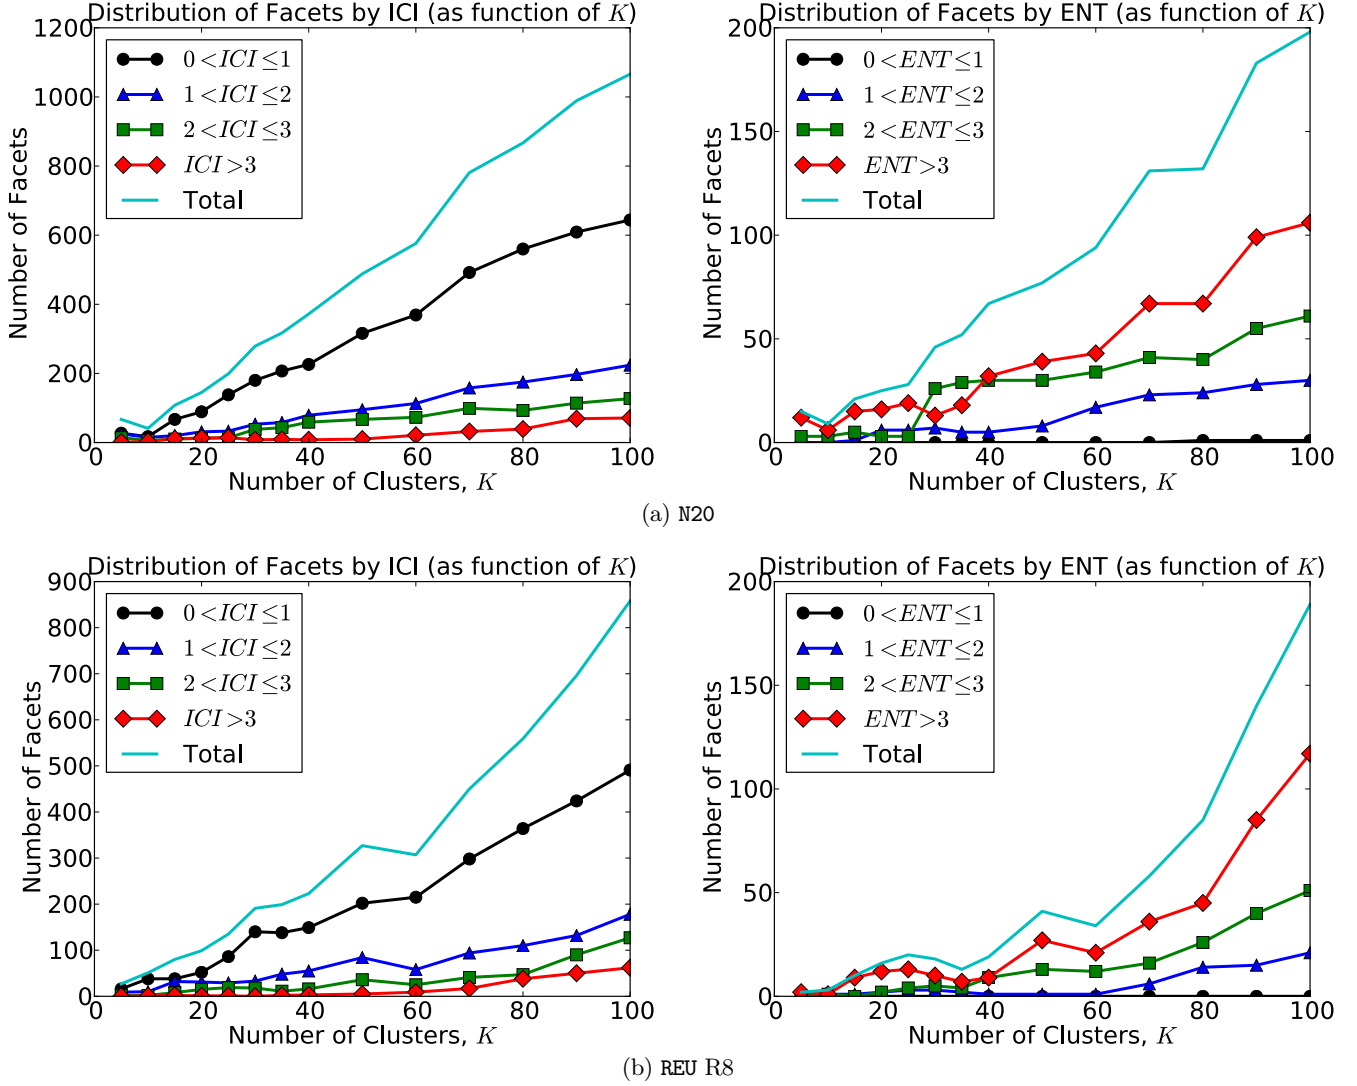 Distribution of Facets by ICI (as function of K)
1200
1000
800
600
400
200
0
Number of Facets
0 < ICI ≤ 1
1 < ICI ≤ 2
2 < ICI ≤ 3
ICI > 3
Total
0 20 40 60 80 100
Number of Clusters, K
Distribution of Facets by ENT (as function of K)
200
150
100
50
0
Number of Facets
0 < ENT ≤ 1
1 < ENT ≤ 2
2 < ENT ≤ 3
ENT > 3
Total
0 20 40 60 80 100
Number of Clusters, K
(a) N20
Distribution of Facets by ICI (as function of K)
900
800
700
600
500
400
300
200
100
0
Number of Facets
0 < ICI ≤ 1
1 < ICI ≤ 2
2 < ICI ≤ 3
ICI > 3
Total
0 20 40 60 80 100
Number of Clusters, K
Distribution of Facets by ENT (as function of K)
200
150
100
50
0
Number of Facets
0 < ENT ≤ 1
1 < ENT ≤ 2
2 < ENT ≤ 3
ENT > 3
Total
0 20 40 60 80 100
Number of Clusters, K
(b) REU R8